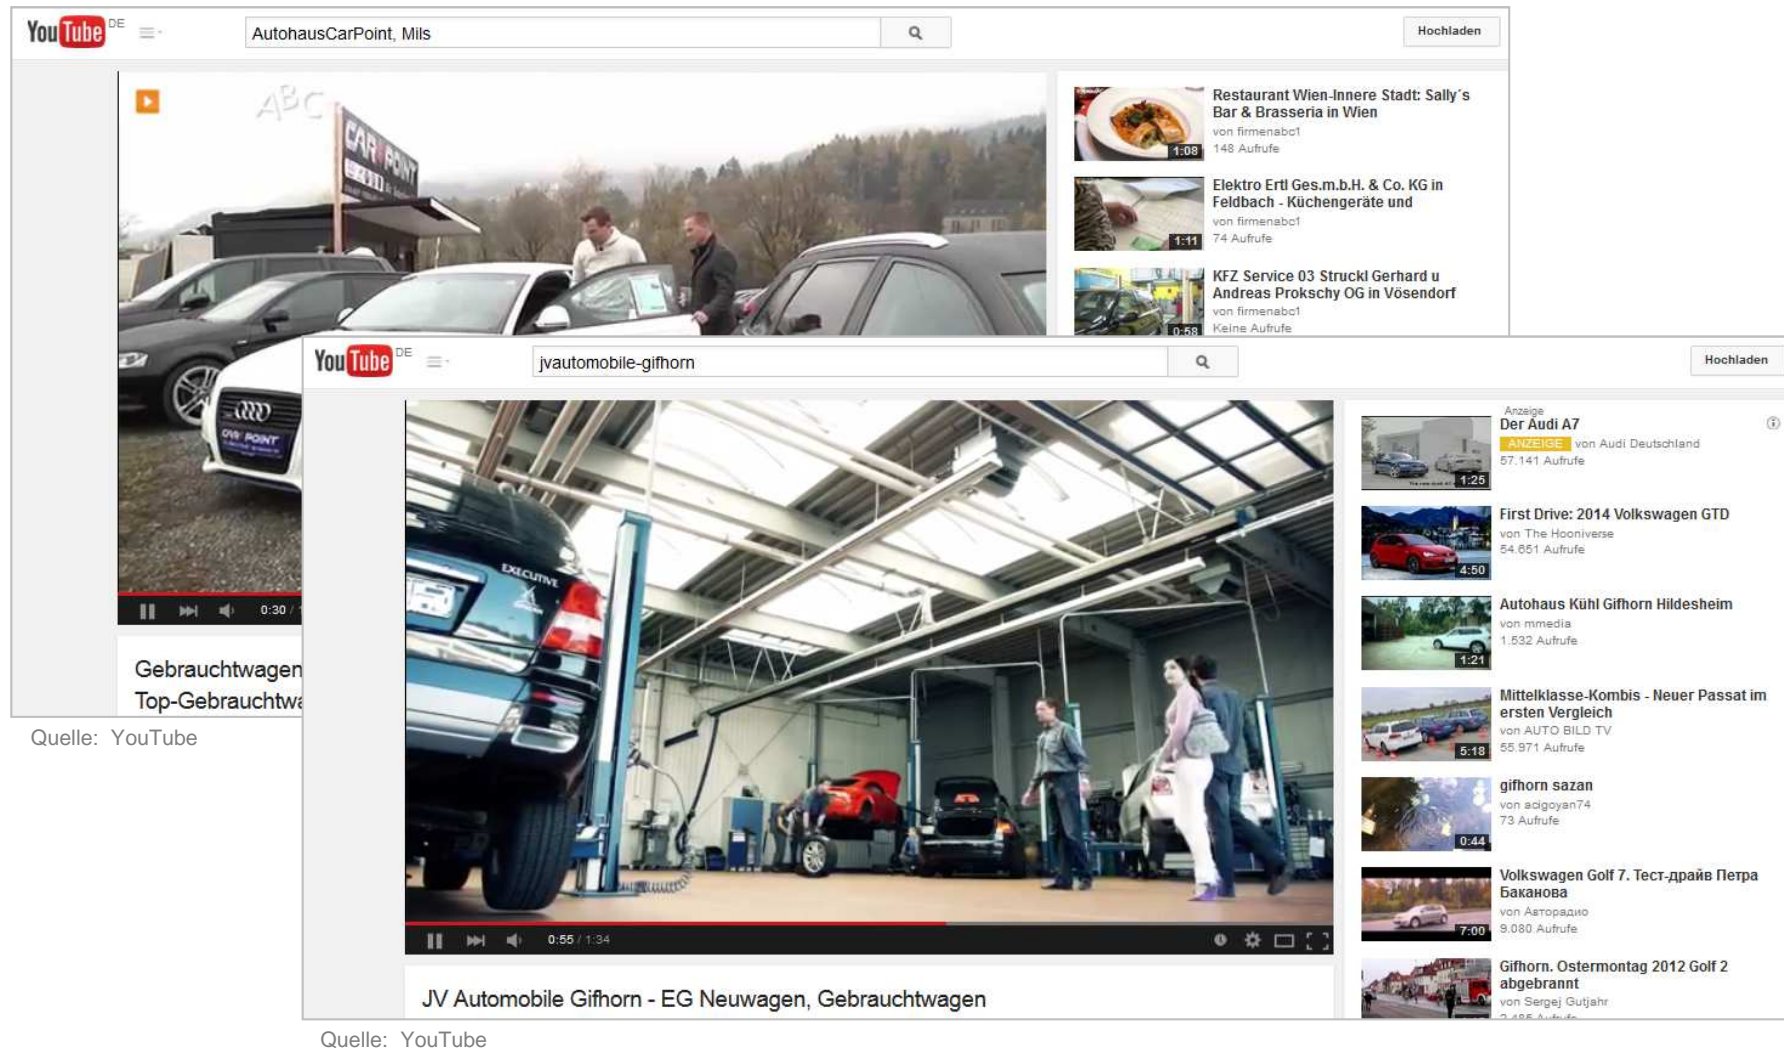 YouTube DE
AutohausCarPoint, Mils
Hochladen
ABC
CAR POINT
CAR POINT
0:30 /
Gebrauchtwagen
Top-Gebrauchtwa
Restaurant Wien-Innere Stadt: Sally´s
Bar & Brasseria in Wien
von firmenabc1
148 Aufrufe
1:08
Elektro Ertl Ges.m.b.H. & Co. KG in
Feldbach - Küchengeräte und
von firmenabc1
74 Aufrufe
1:11
KFZ Service 03 Struckl Gerhard u
Andreas Prokschy OG in Vösendorf
von firmenabc1
Keine Aufrufe
0:58
Quelle: YouTube
YouTube DE
jvautomobile-gifhorn
Hochladen
EXECUTIVE
0:55 / 1:34
JV Automobile Gifhorn - EG Neuwagen, Gebrauchtwagen
Anzeige
Der Audi A7
ANZEIGE von Audi Deutschland
57.141 Aufrufe
1:25
First Drive: 2014 Volkswagen GTD
von The Hooniverse
54.651 Aufrufe
4:50
Autohaus Kühl Gifhorn Hildesheim
von mmedia
1.532 Aufrufe
1:21
Mittelklasse-Kombis - Neuer Passat im
ersten Vergleich
von AUTO BILD TV
55.971 Aufrufe
5:18
gifhorn sazan
von acigoyan74
73 Aufrufe
0:44
Volkswagen Golf 7. Тест-драйв Петра
Баканова
von Авторадио
9.080 Aufrufe
7:00
Gifhorn. Ostermontag 2012 Golf 2
abgebrannt
von Sergej Gutjahr
2.485 Aufrufe
Quelle: YouTube